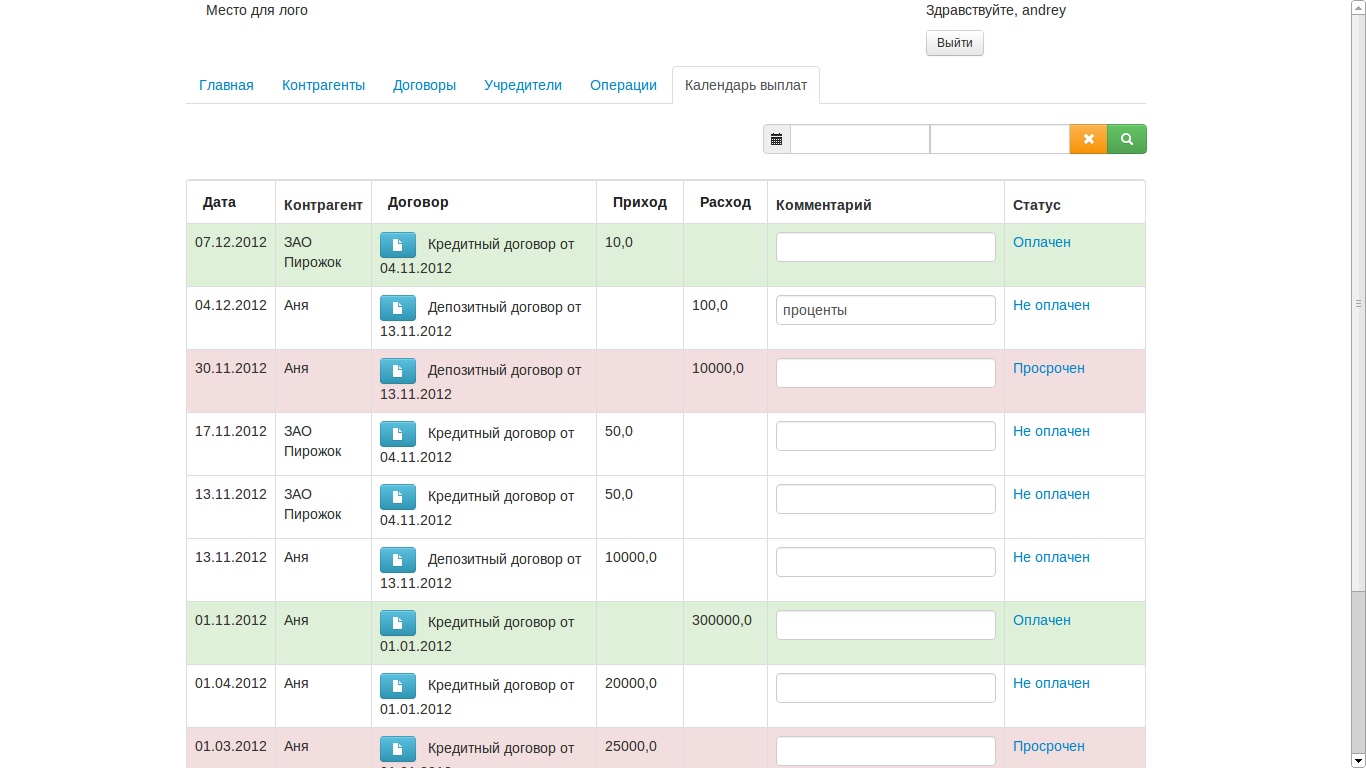 Место для лого
Здравствуйте, andrey
Выйти
Главная Контрагенты Договоры Учредители Операции Календарь выплат
Дата Контрагент Договор Приход Расход Комментарий Статус
07.12.2012 ЗАО Кредитный договор от 10,0 Оплачен
Пирожок 04.11.2012
04.12.2012 Аня Депозитный договор от 100,0 проценты Не оплачен
13.11.2012
30.11.2012 Аня Депозитный договор от 10000,0 Просрочен
13.11.2012
17.11.2012 ЗАО Кредитный договор от 50,0 Не оплачен
Пирожок 04.11.2012
13.11.2012 ЗАО Кредитный договор от 50,0 Не оплачен
Пирожок 04.11.2012
13.11.2012 Аня Депозитный договор от 10000,0 Не оплачен
13.11.2012
01.11.2012 Аня Кредитный договор от 300000,0 Оплачен
01.01.2012
01.04.2012 Аня Кредитный договор от 20000,0 Не оплачен
01.01.2012
01.03.2012 Аня Кредитный договор от 25000,0 Просрочен